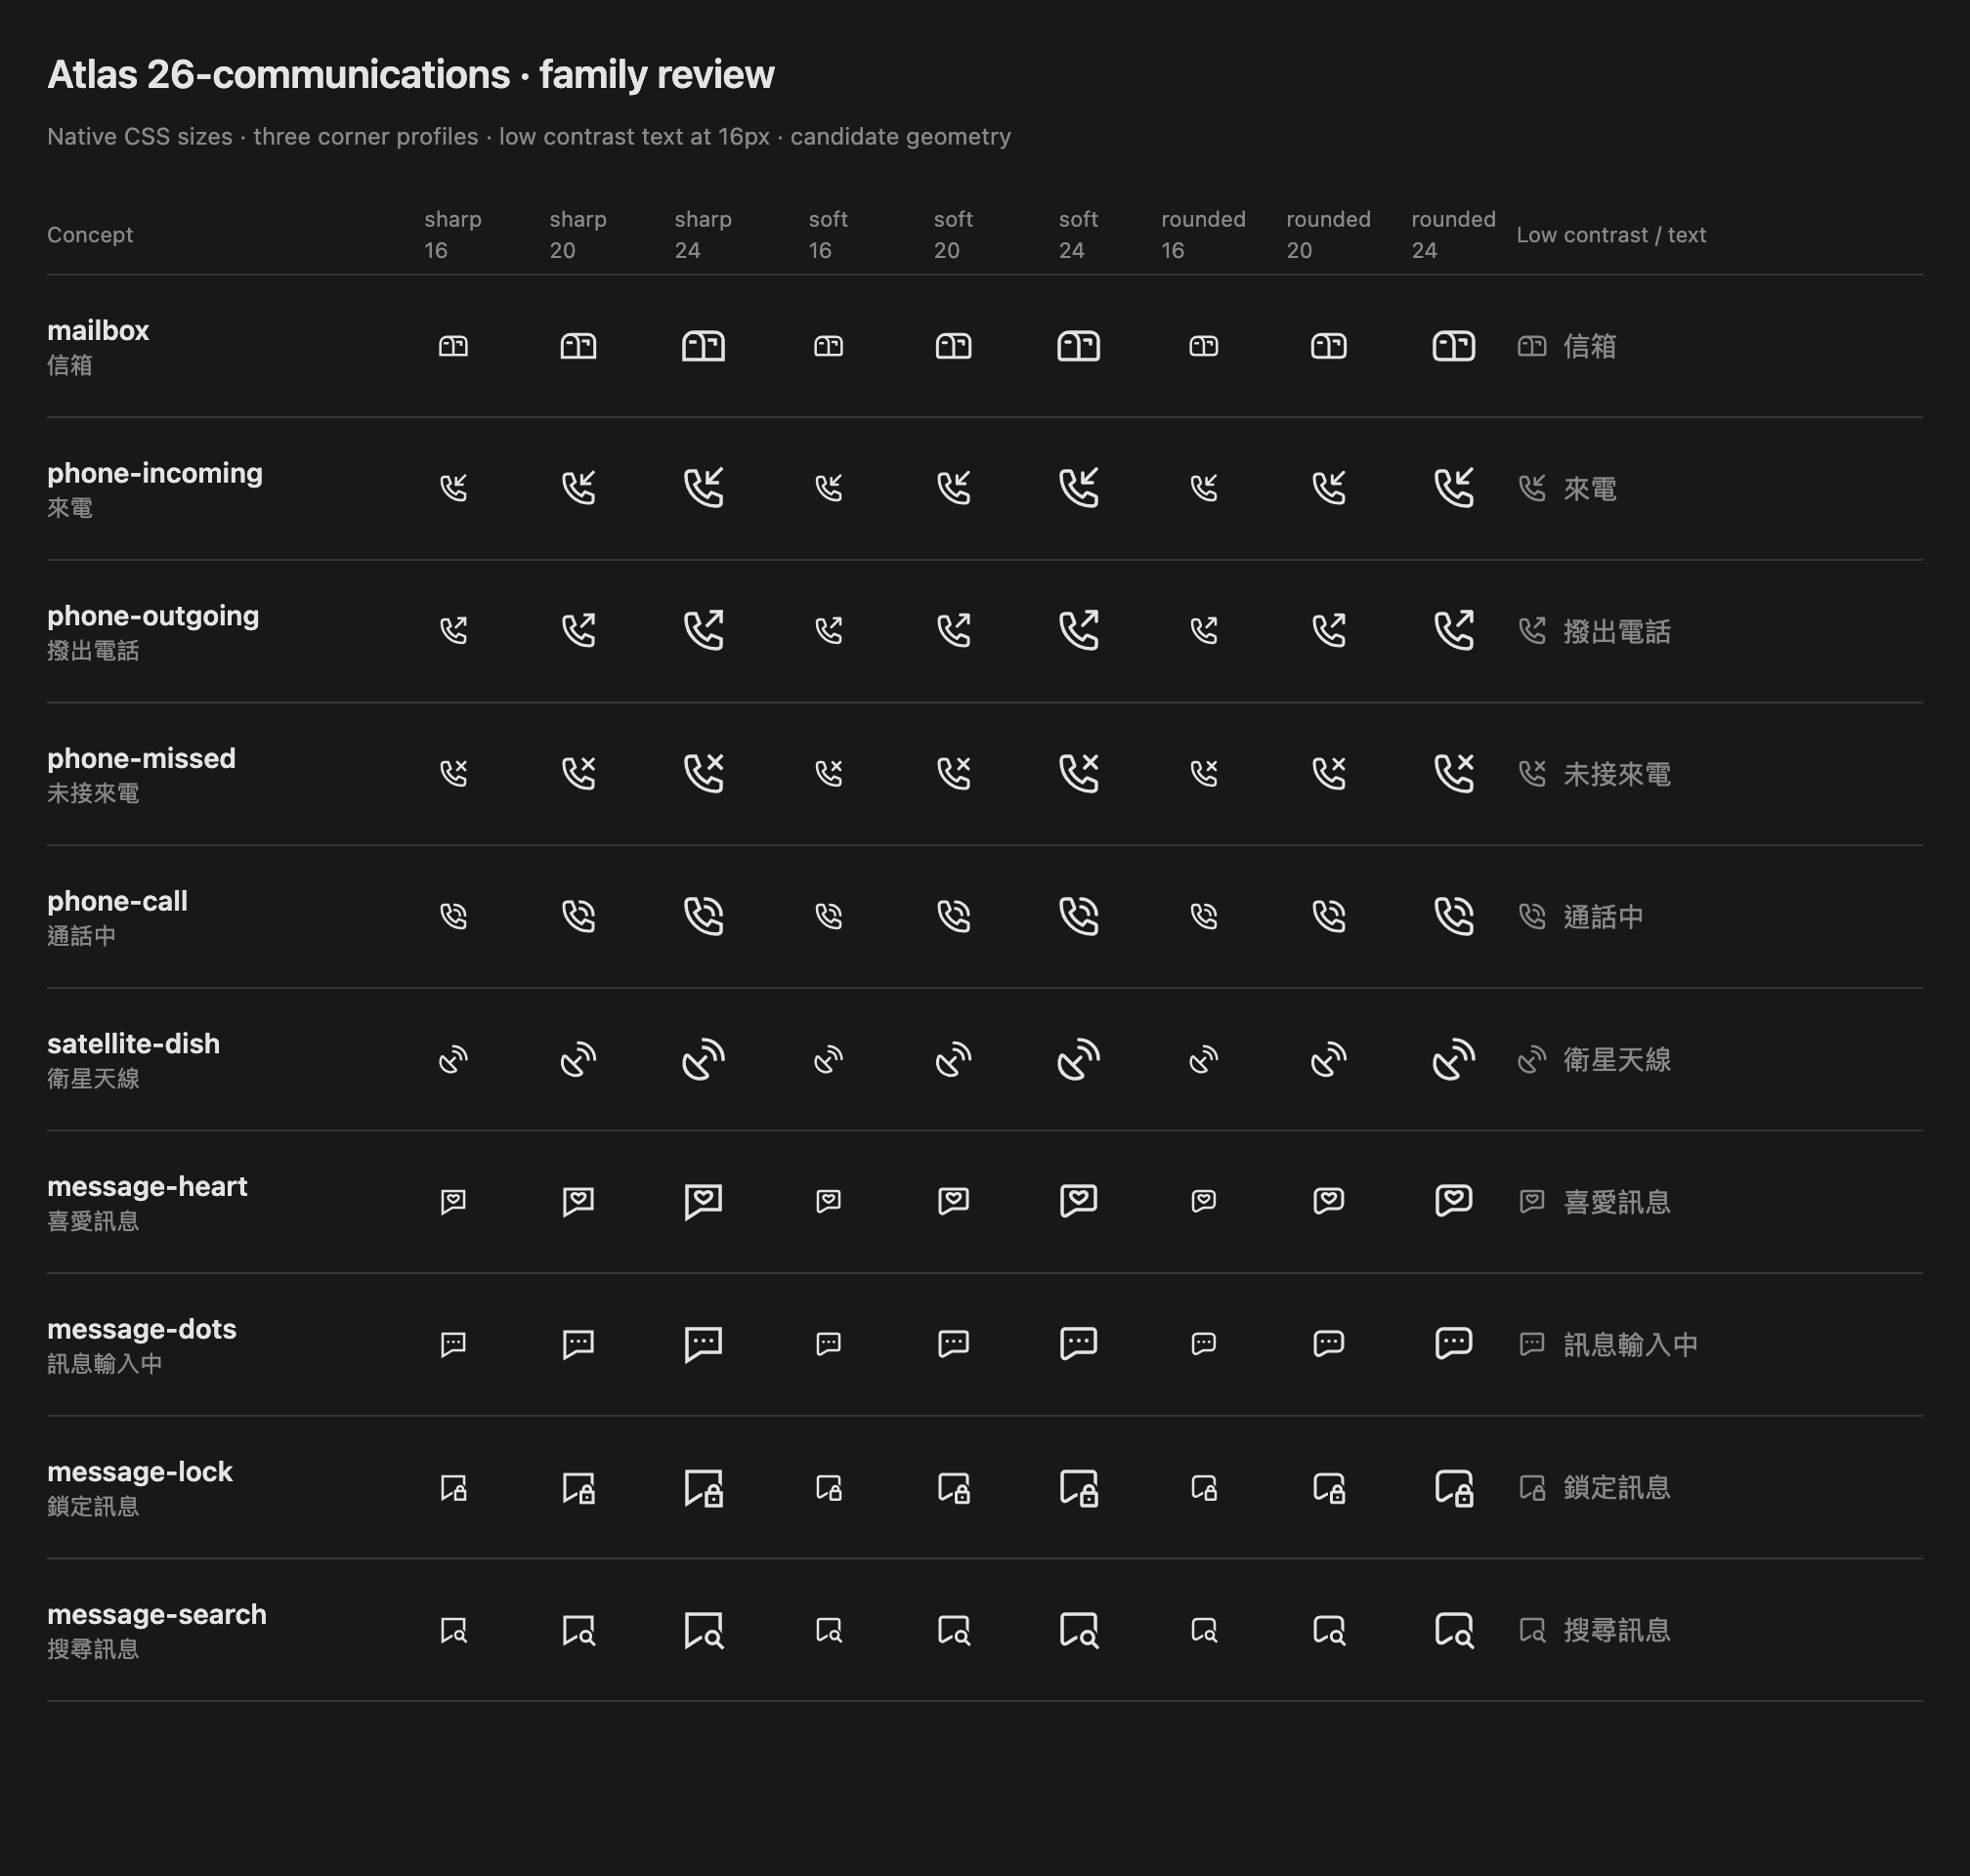 Atlas 26-communications · family review
Native CSS sizes · three corner profiles · low contrast text at 16px · candidate geometry
Concept
sharp 16
sharp 20
sharp 24
soft 16
soft 20
soft 24
rounded 16
rounded 20
rounded 24
Low contrast / text
mailbox
信箱
信箱
phone-incoming
來電
來電
phone-outgoing
撥出電話
撥出電話
phone-missed
未接來電
未接來電
phone-call
通話中
通話中
satellite-dish
衛星天線
衛星天線
message-heart
喜愛訊息
喜愛訊息
message-dots
訊息輸入中
訊息輸入中
message-lock
鎖定訊息
鎖定訊息
message-search
搜尋訊息
搜尋訊息